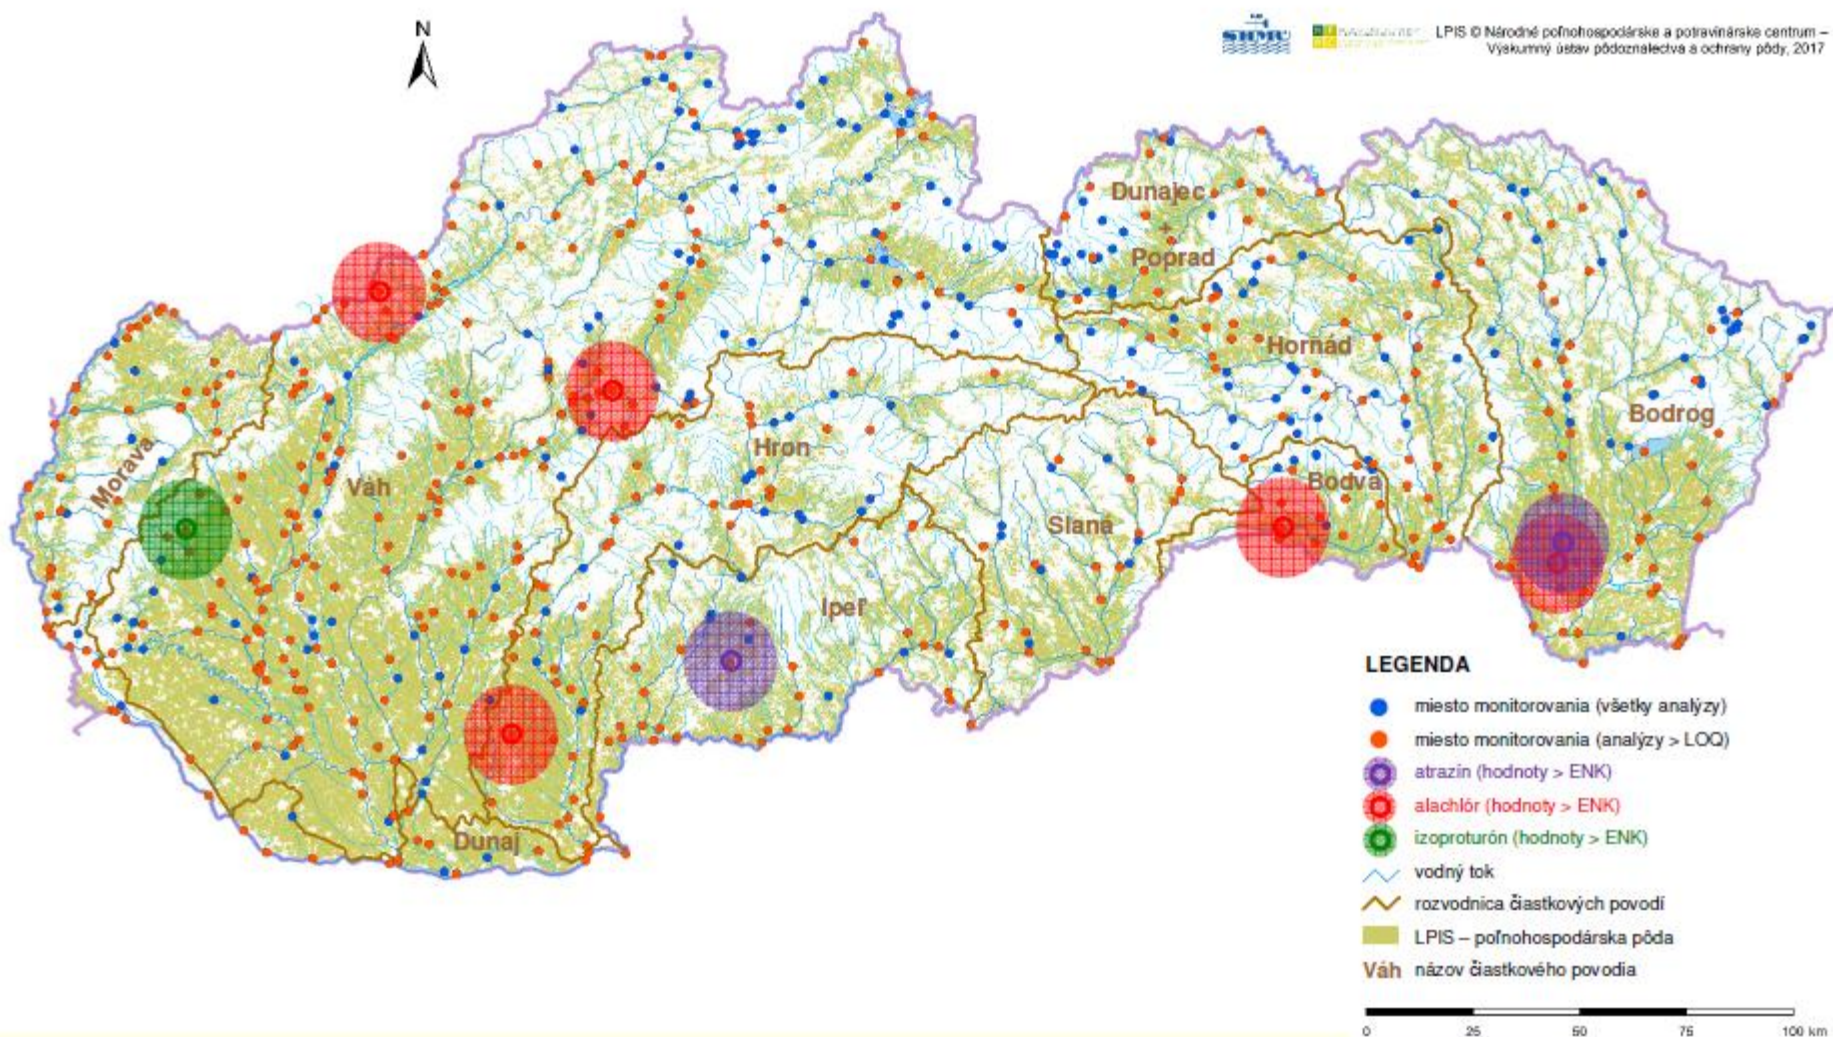 N
SHMÚ
LPIS © Národné poľnohospodárske a potravinárske centrum –
Výskumný ústav pôdoznalectva a ochrany pôdy, 2017
Dunajec
Poprad
Hornád
Bodrog
Morava
Váh
Hron
Bodva
Slaná
Ipeľ
Dunaj
LEGENDA
miesto monitorovania (všetky analýzy)
miesto monitorovania (analýzy > LOQ)
atrazín (hodnoty > ENK)
alachlór (hodnoty > ENK)
izoproturón (hodnoty > ENK)
vodný tok
rozvodnica čiastkových povodí
LPIS – poľnohospodárska pôda
Váh názov čiastkového povodia
0 25 50 75 100 km